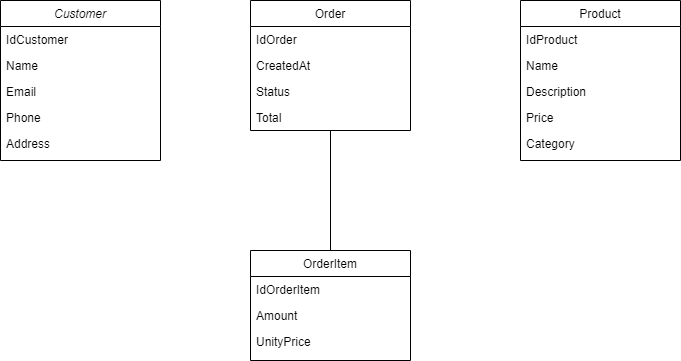 Customer
IdCustomer
Name
Email
Phone
Address
Order
IdOrder
CreatedAt
Status
Total
Product
IdProduct
Name
Description
Price
Category
OrderItem
IdOrderItem
Amount
UnityPrice